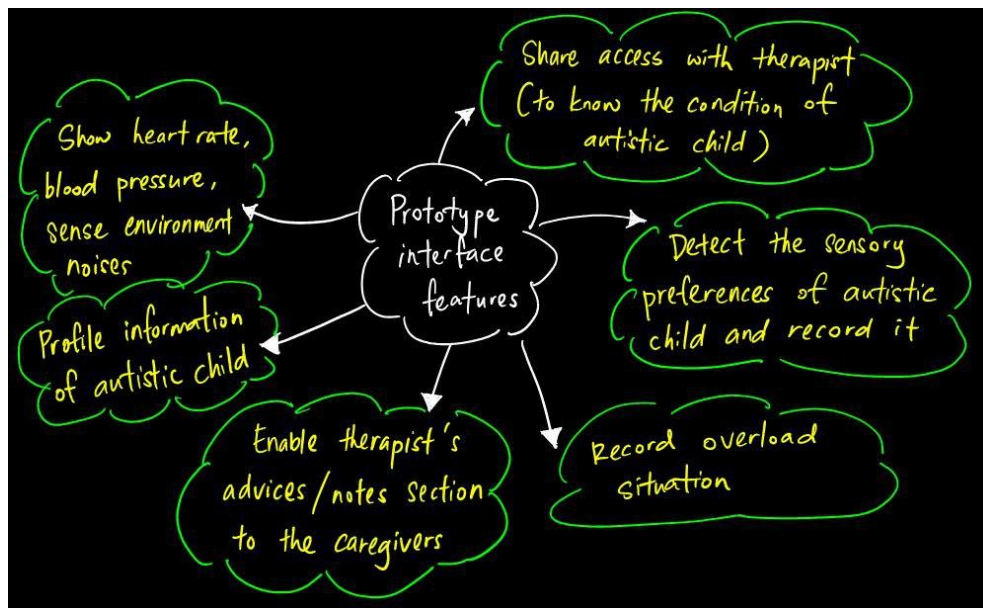 Prototype
interface
features
Share access with therapist
(to know the condition of
autistic child)
Detect the sensory
preferences of autistic
child and record it
Record overload
situation
Enable therapist's
advices/notes section
to the caregivers
Profile information
of autistic child
Show heart rate,
blood pressure,
sense environment
noises